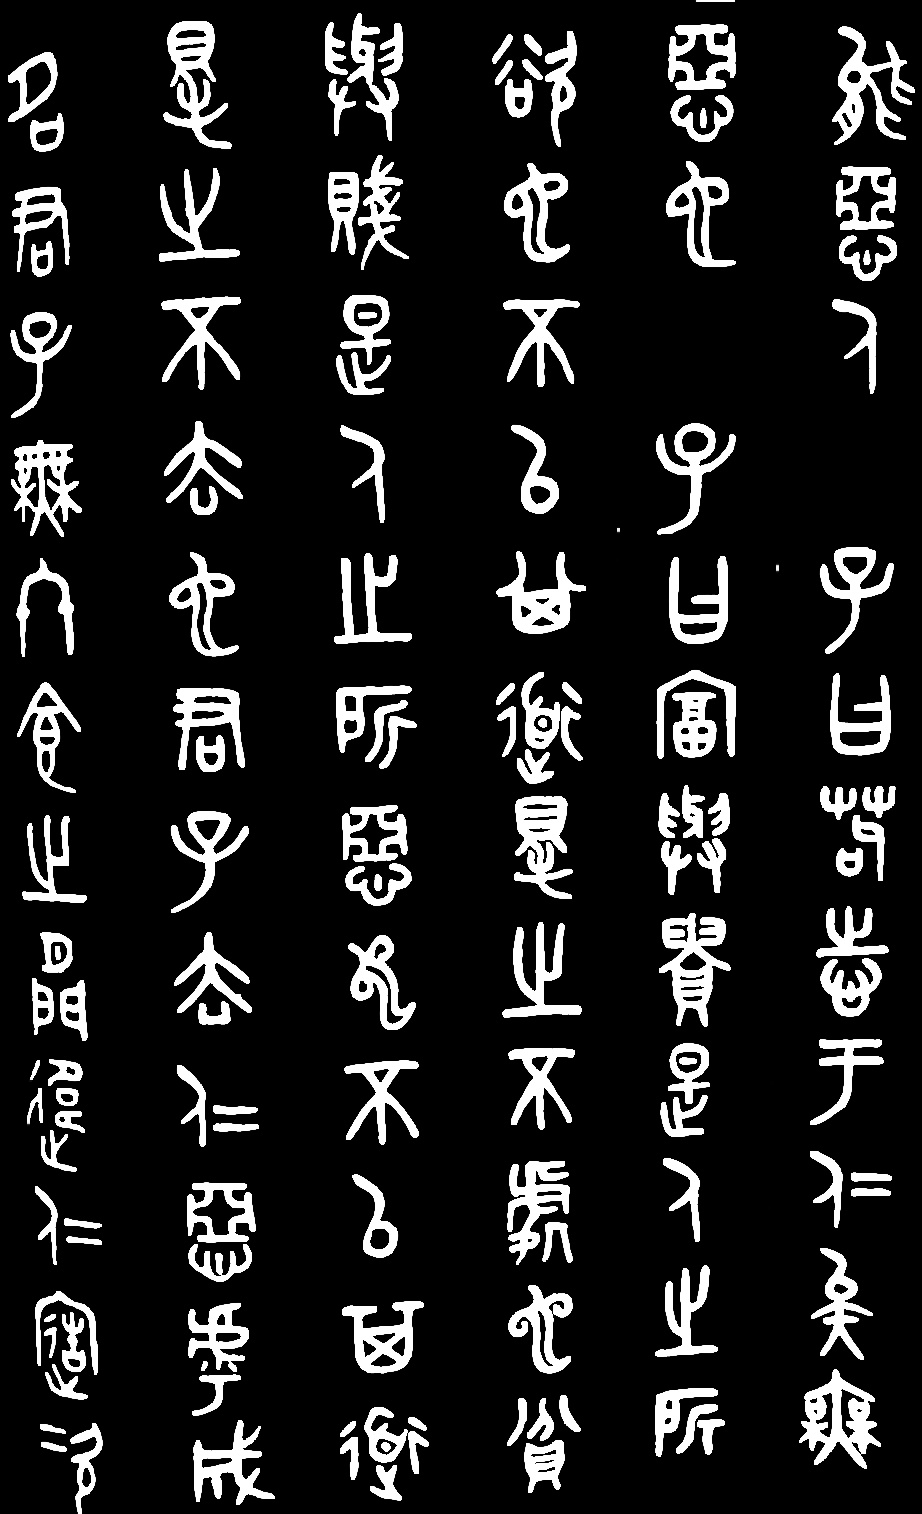 能惡人 子曰苟志于仁矣無
惡也 子曰富與貴是人之所
欲也不以其道得之不處也貧
與賤是人之所惡也不以其道
得之不去也君子去仁惡乎成
名君子無終食之間違仁造次